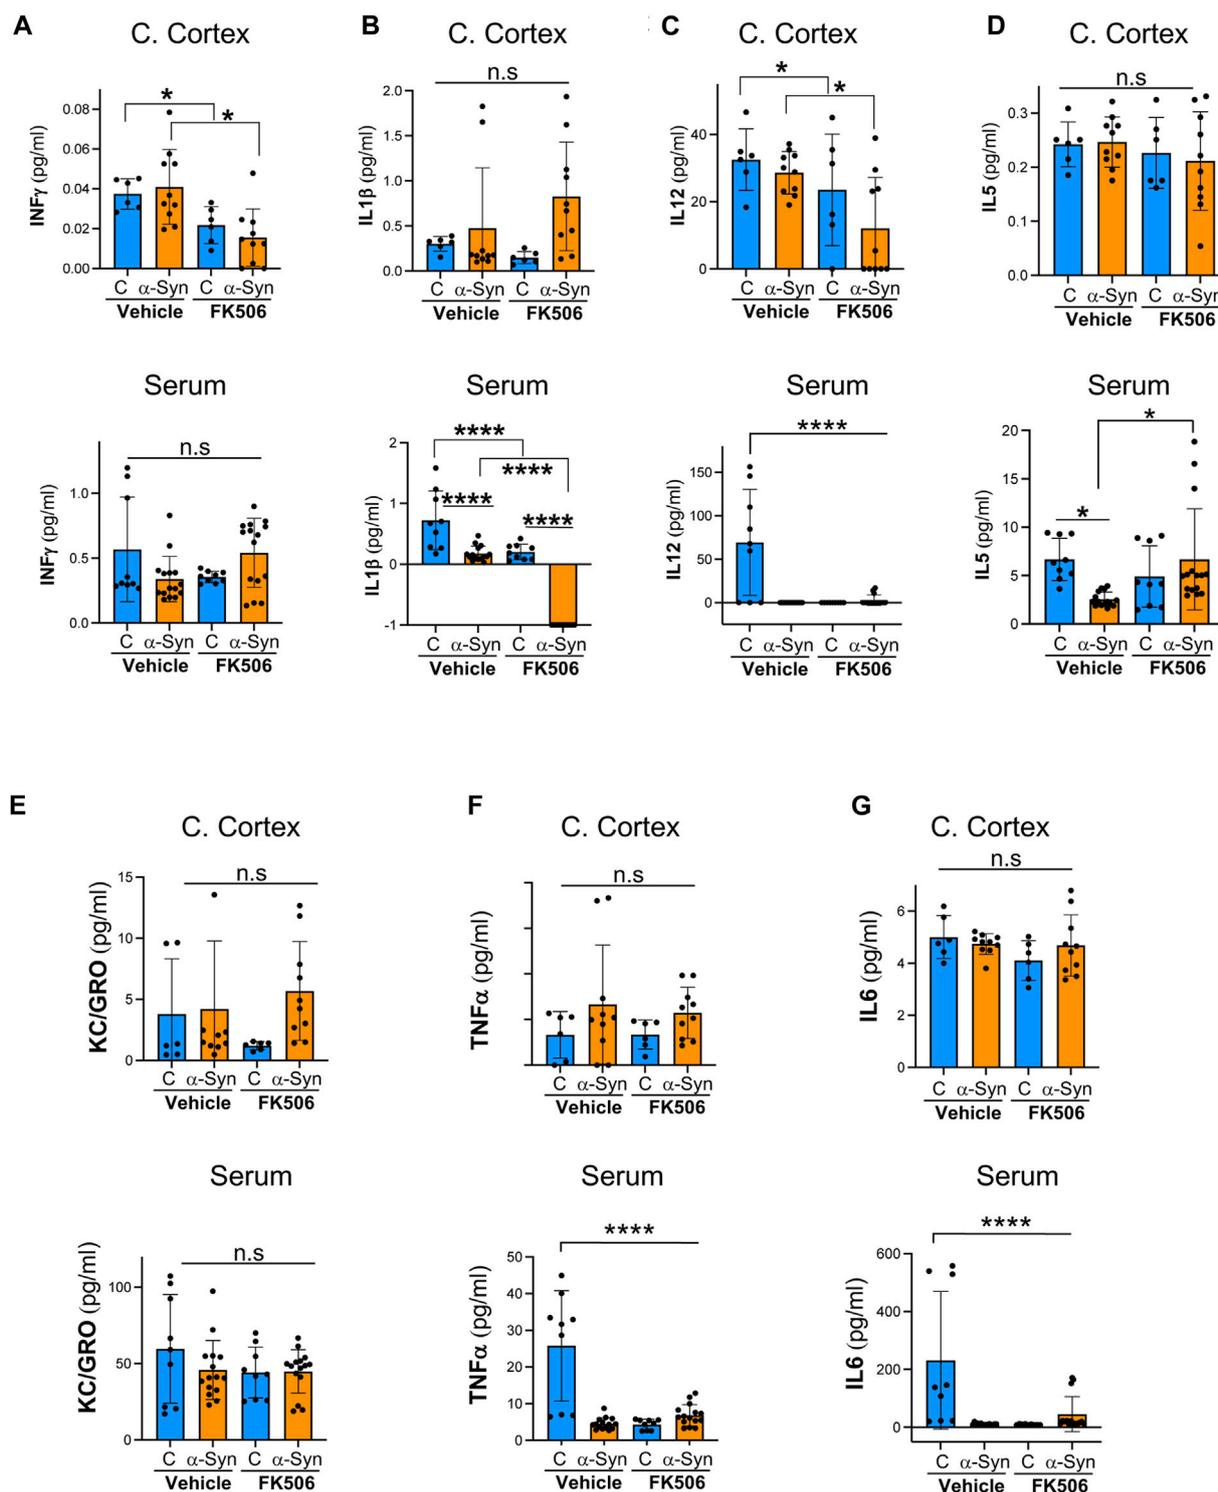 A
C. Cortex
INFγ (pg/ml)
0.08
0.06
0.04
0.02
0.00
*
*
C α-Syn C α-Syn
Vehicle FK506
B
C. Cortex
IL1β (pg/ml)
2.0
1.5
1.0
0.5
0.0
n.s
C α-Syn C α-Syn
Vehicle FK506
C
C. Cortex
IL12 (pg/ml)
40
20
0
*
*
C α-Syn C α-Syn
Vehicle FK506
D
C. Cortex
IL5 (pg/ml)
0.3
0.2
0.1
0.0
n.s
C α-Syn C α-Syn
Vehicle FK506
Serum
INFγ (pg/ml)
1.0
0.5
0.0
n.s
C α-Syn C α-Syn
Vehicle FK506
Serum
IL1β (pg/ml)
2
1
0
-1
****
****
****
****
C α-Syn C α-Syn
Vehicle FK506
Serum
IL12 (pg/ml)
150
100
50
0
****
C α-Syn C α-Syn
Vehicle FK506
Serum
IL5 (pg/ml)
20
15
10
5
0
*
*
C α-Syn C α-Syn
Vehicle FK506
E
C. Cortex
KC/GRO (pg/ml)
15
10
5
0
n.s
C α-Syn C α-Syn
Vehicle FK506
F
C. Cortex
TNFα (pg/ml)
n.s
C α-Syn C α-Syn
Vehicle FK506
G
C. Cortex
IL6 (pg/ml)
6
4
2
0
n.s
C α-Syn C α-Syn
Vehicle FK506
Serum
KC/GRO (pg/ml)
100
50
0
n.s
C α-Syn C α-Syn
Vehicle FK506
Serum
TNFα (pg/ml)
50
40
30
20
10
0
****
C α-Syn C α-Syn
Vehicle FK506
Serum
IL6 (pg/ml)
600
400
200
0
****
C α-Syn C α-Syn
Vehicle FK506